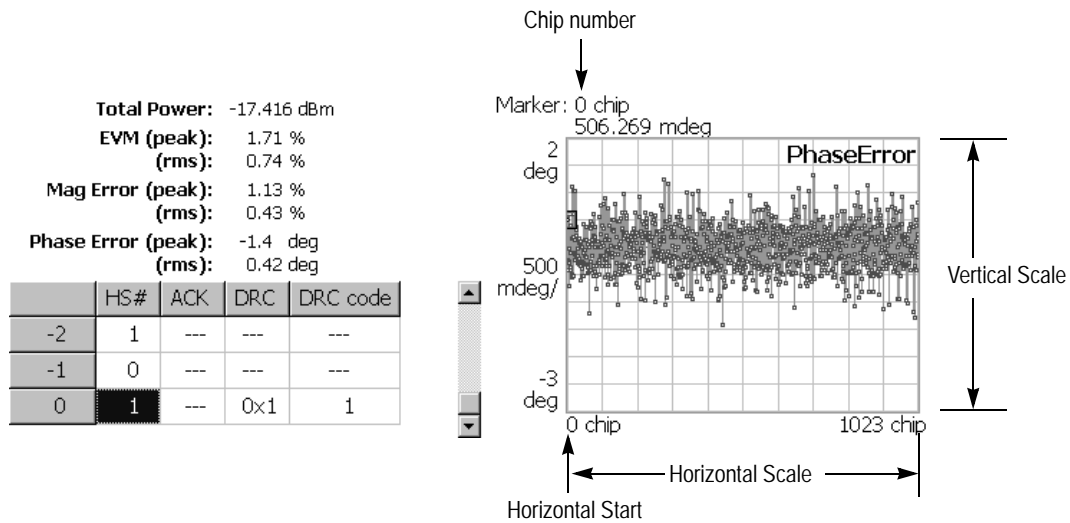 Chip number
Total Power: -17.416 dBm
EVM (peak): 1.71 %
(rms): 0.74 %
Mag Error (peak): 1.13 %
(rms): 0.43 %
Phase Error (peak): -1.4 deg
(rms): 0.42 deg
HS# ACK DRC DRC code
-2 1 --- --- ---
-1 0 --- --- ---
0 1 --- 0x1 1
Marker: 0 chip
506.269 mdeg
2
deg
PhaseError
500
mdeg/
-3
deg
0 chip 1023 chip
Vertical Scale
Horizontal Scale
Horizontal Start